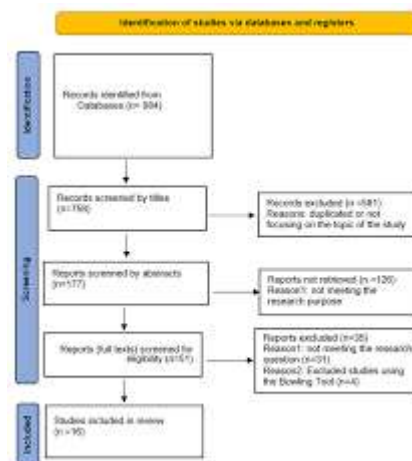 Identification of studies via databases and registers
Identification
Records identified from
Databases (n=
Screening
Records screened by titles
(n=758)
Records excluded (n =581)
Reasons: duplicated or not
focusing on the topic of the study
Reports screened by abstracts
(n=177)
Reports not retrieved (n =126)
Reason1: not meeting the
research purpose
Reports (full texts) screened for
eligibility (n=51)
Reports excluded (n=35)
Reason1: not meeting the research
question (n=31)
Reason2: Excluded studies using
the Bowling Tool (n=4)
Included
Studies included in review
(n =16)